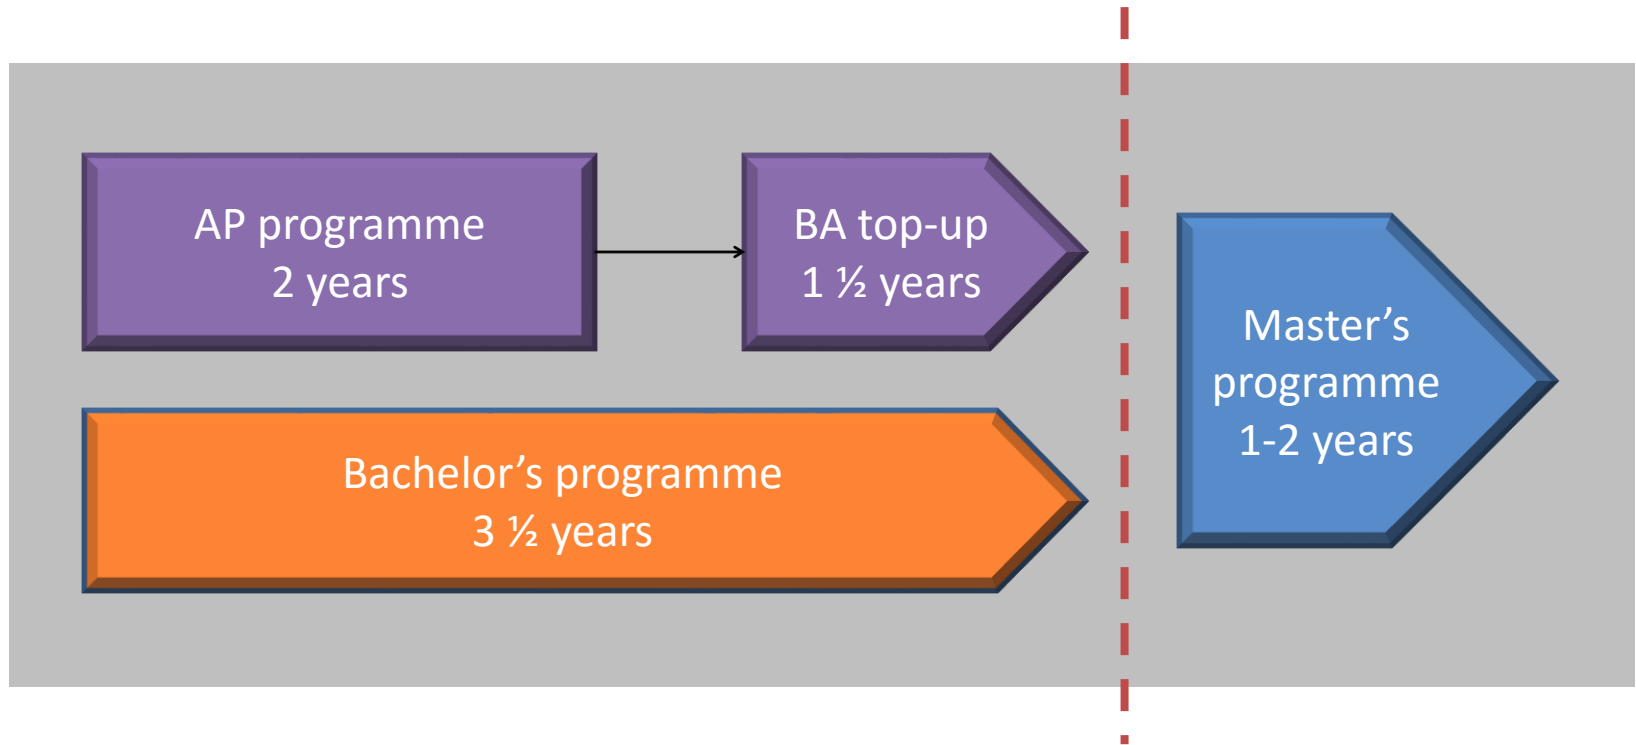 AP programme
2 years
BA top-up
1 ½ years
Bachelor’s programme
3 ½ years
Master’s
programme
1-2 years